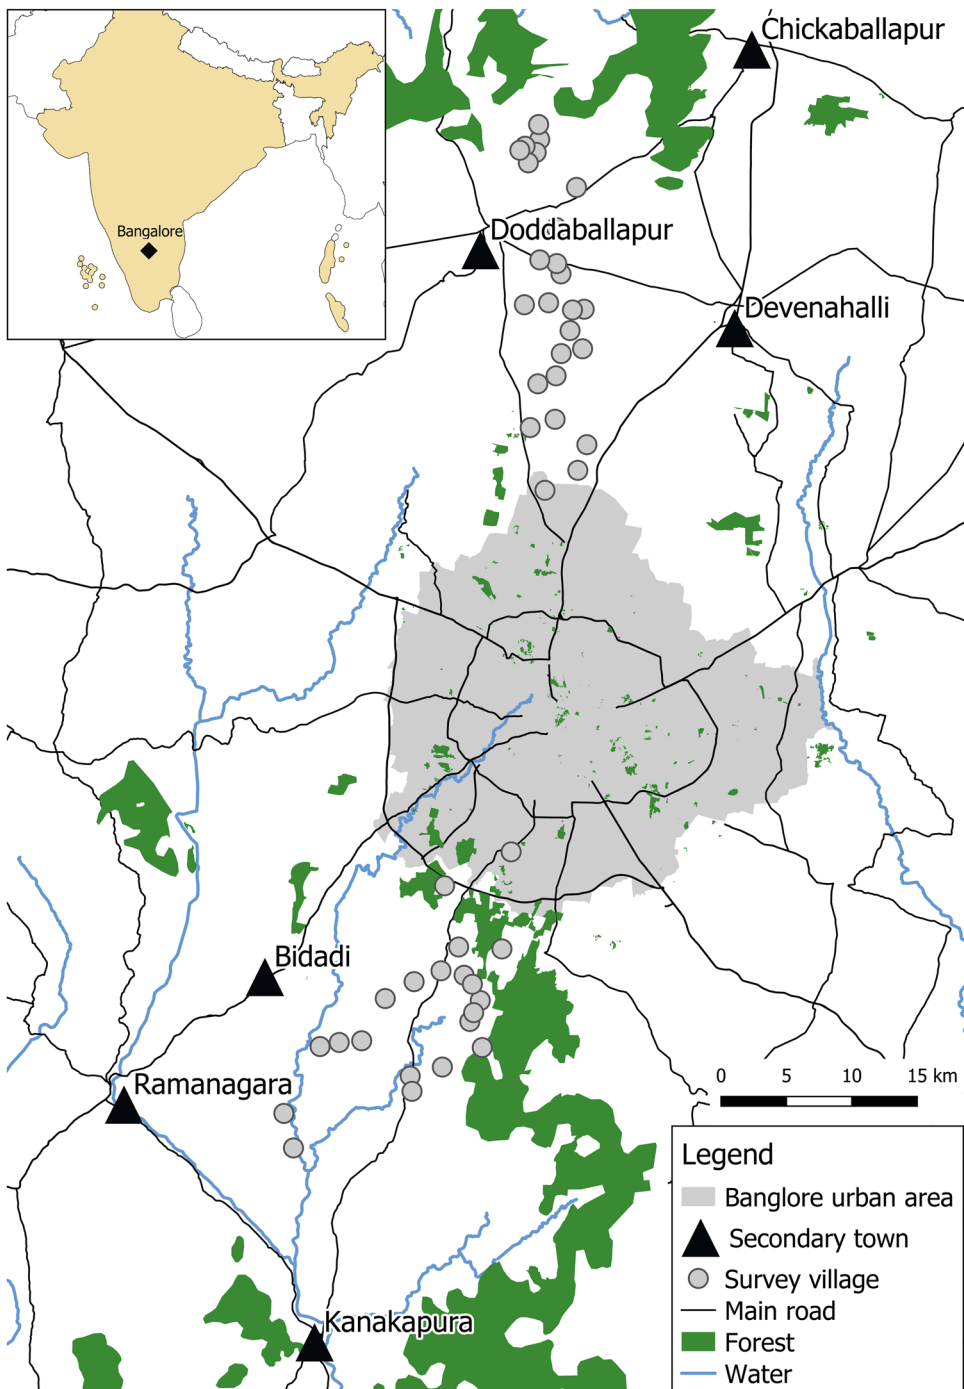 Chickaballapur
Bangalore
Doddaballapur
Devenahalli
Bidadi
Ramanagara
0 5 10 15 km
Legend
Banglore urban area
Secondary town
Survey village
Main road
Forest
Water
Kanakapura